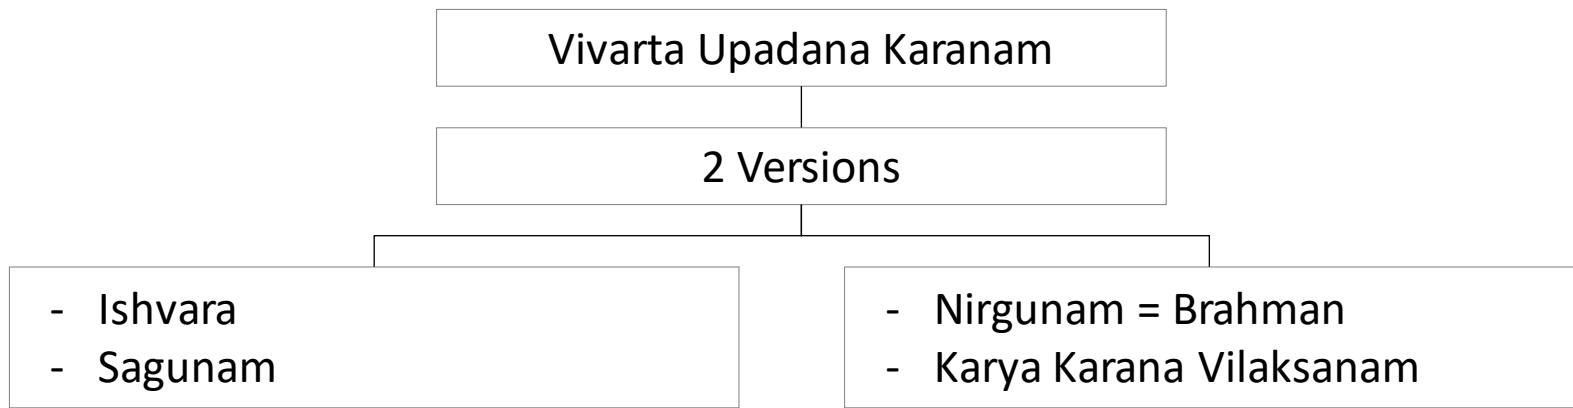 Vivarta Upadana Karanam
2 Versions
- Ishvara
- Sagunam
- Nirgunam = Brahman
- Karya Karana Vilaksanam